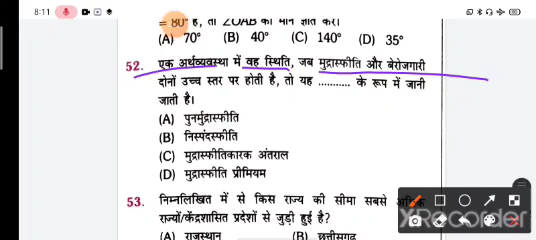 8:11
= 80° है, तो ∠OAB का मान ज्ञात करें।
(A) 70° (B) 40° (C) 140° (D) 35°
52. एक अर्थव्यवस्था में वह स्थिति, जब मुद्रास्फीति और बेरोजगारी
दोनों उच्च स्तर पर होती है, तो यह ........... के रूप में जानी
जाती है।
(A) पुनर्मुद्रास्फीति
(B) निस्पंदस्फीति
(C) मुद्रास्फीतिकारक अंतराल
(D) मुद्रास्फीति प्रीमियम
53. निम्नलिखित में से किस राज्य की सीमा सबसे अधिक
राज्यों/केंद्रशासित प्रदेशों से जुड़ी हुई है?
(A) राजस्थान (B) छत्तीसगढ़